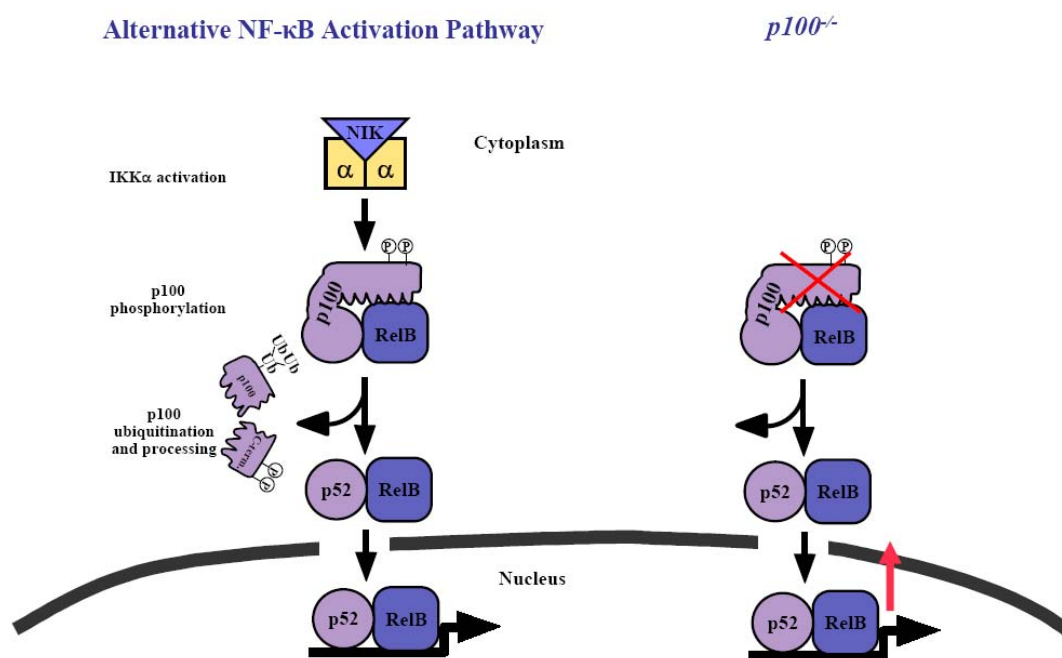 Alternative NF-κB Activation Pathway
p100-/-
NIK
Cytoplasm
α α
IKKα activation
P P
P P
p100
phosphorylation
p100
RelB
p100
RelB
Ub
Ub Ub
Ub
p100
p100
ubiquitination
and processing
C-term.
P
P
p52 RelB
p52 RelB
Nucleus
p52 RelB
p52 RelB